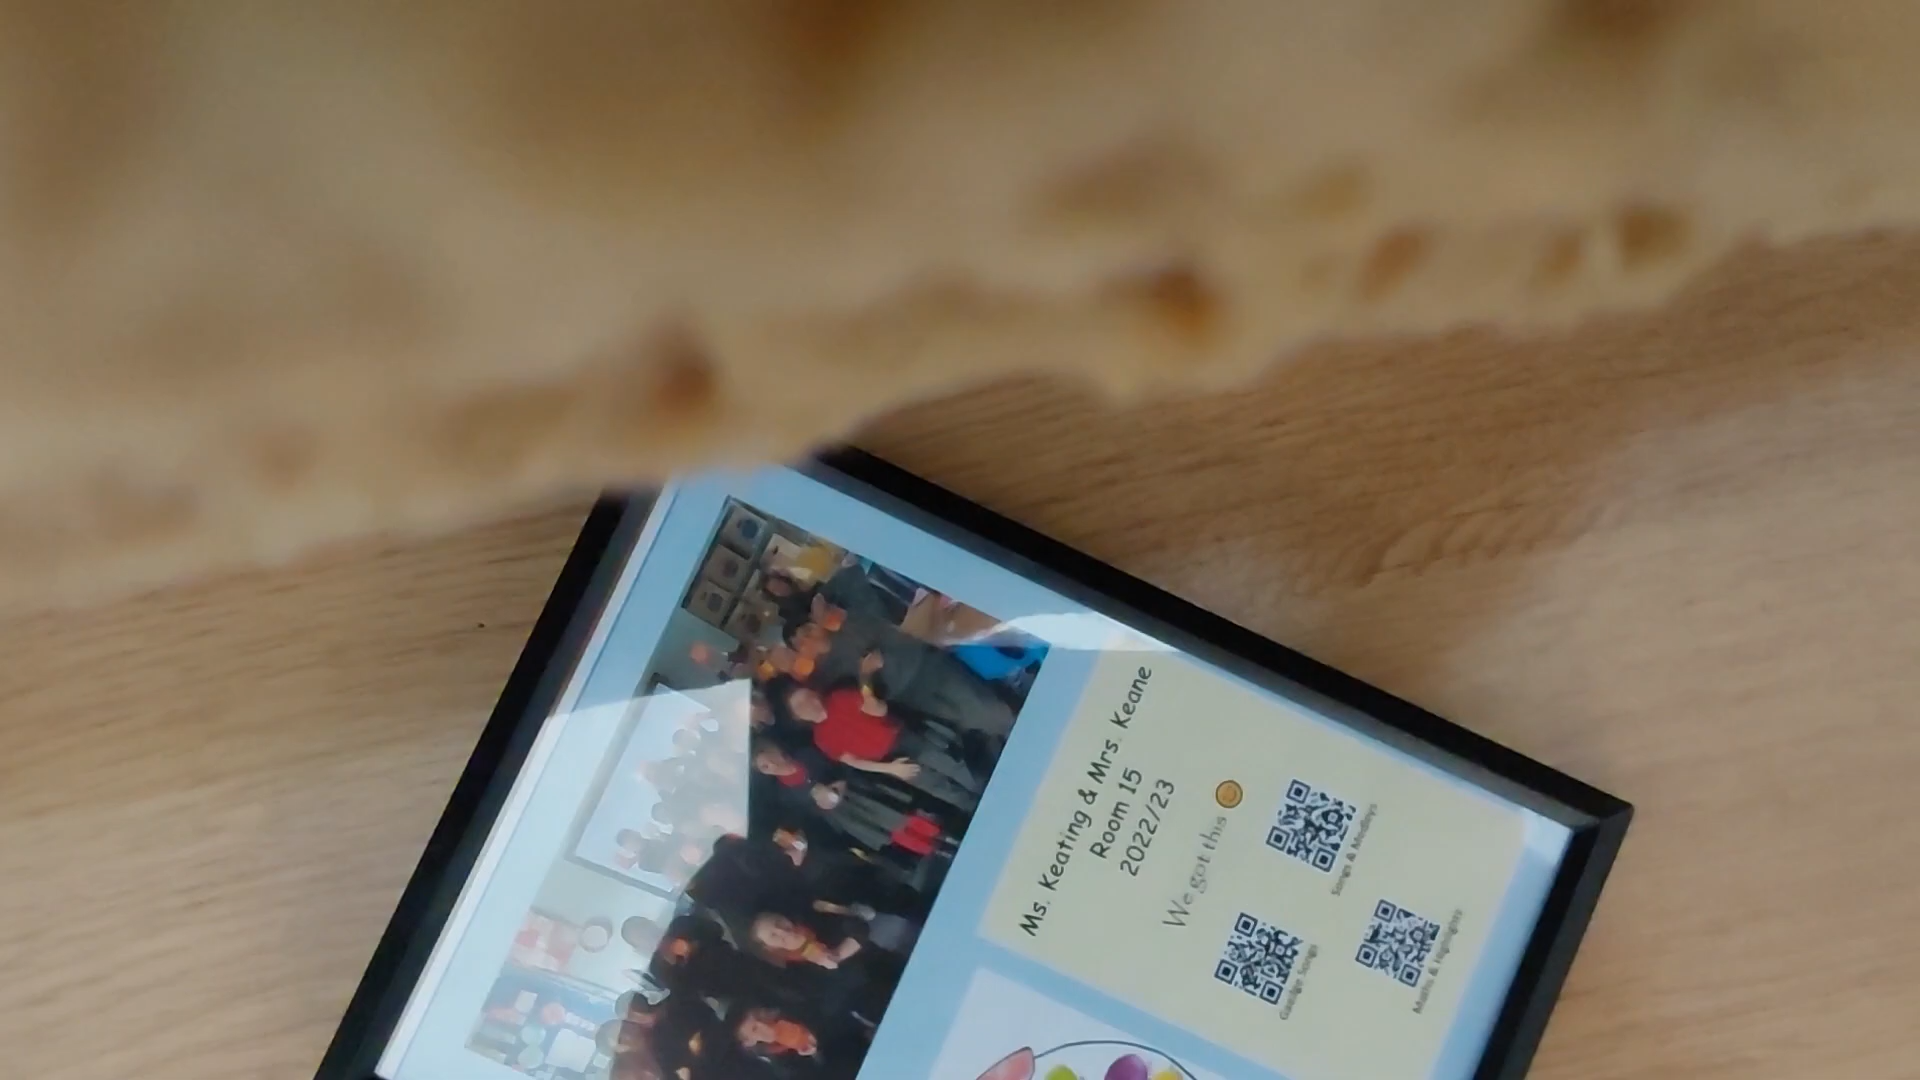 Ms. Keating & Mrs. Keane
Room 15
2022/23
We got this
Songs & Medleys
Gaeilge Songs
Maths & Highlights